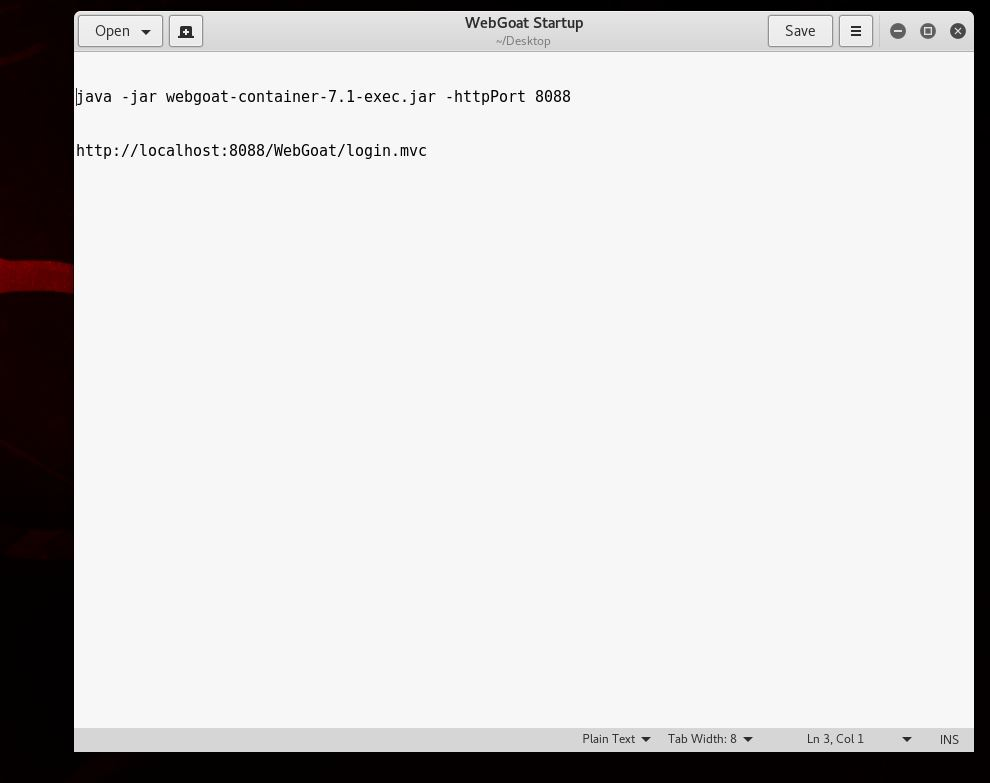 Open
WebGoat Startup
~/Desktop
Save
java -jar webgoat-container-7.1-exec.jar -httpPort 8088
http://localhost:8088/WebGoat/login.mvc
Plain Text Tab Width: 8 Ln 3, Col 1 INS